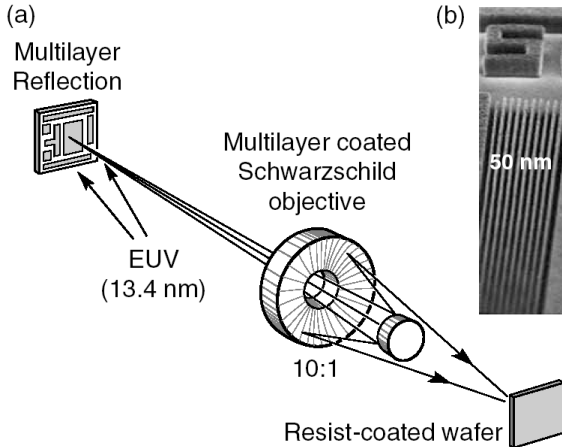 (a)
(b)
Multilayer
Reflection
Multilayer coated
Schwarzschild
objective
50 nm
EUV
(13.4 nm)
10:1
Resist-coated wafer